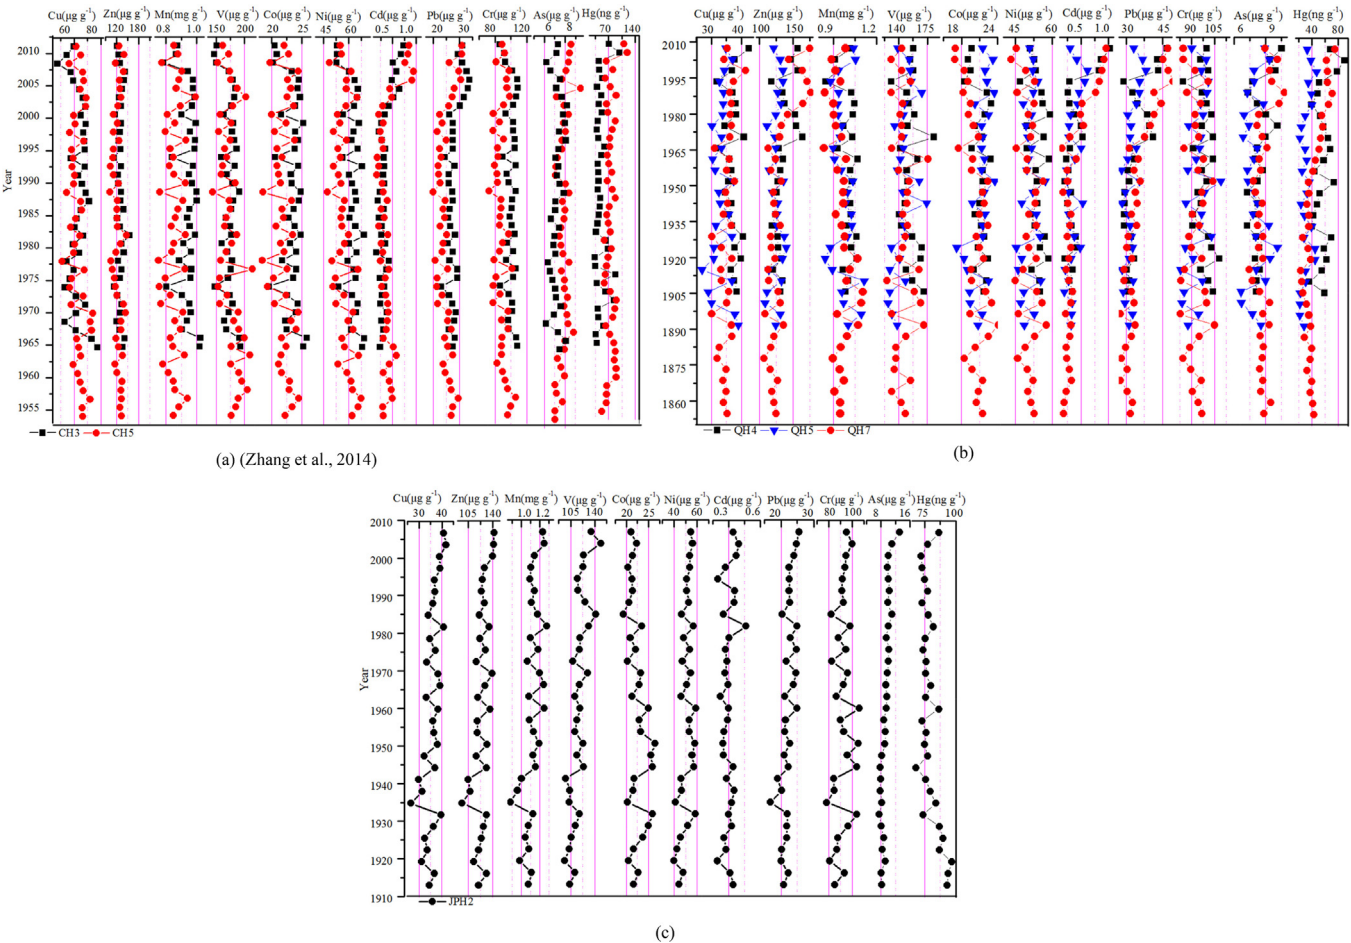 Cu(μg g⁻¹) Zn(μg g⁻¹) Mn(mg g⁻¹) V(μg g⁻¹) Co(μg g⁻¹) Ni(μg g⁻¹) Cd(μg g⁻¹) Pb(μg g⁻¹) Cr(μg g⁻¹) As(μg g⁻¹) Hg(ng g⁻¹)
60 80 120 180 0.8 1.0 150 200 20 25 45 60 0.5 1.0 20 30 80 120 6 8 70 140
2010
2005
2000
1995
1990
1985
1980
1975
1970
1965
1960
1955
Year
CH3 CH5
(a) (Zhang et al., 2014)
Cu(μg g⁻¹) Zn(μg g⁻¹) Mn(mg g⁻¹) V(μg g⁻¹) Co(μg g⁻¹) Ni(μg g⁻¹) Cd(μg g⁻¹) Pb(μg g⁻¹) Cr(μg g⁻¹) As(μg g⁻¹) Hg(ng g⁻¹)
30 40 100 150 0.9 1.2 140 175 18 24 45 60 0.5 1.0 30 45 90 105 6 9 40 80
2010
1995
1980
1965
1950
1935
1920
1905
1890
1875
1860
QH4 QH5 QH7
(b)
Cu(μg g⁻¹) Zn(μg g⁻¹) Mn(mg g⁻¹) V(μg g⁻¹) Co(μg g⁻¹) Ni(μg g⁻¹) Cd(μg g⁻¹) Pb(μg g⁻¹) Cr(μg g⁻¹) As(μg g⁻¹) Hg(ng g⁻¹)
30 40 105 140 1.0 1.2 105 140 20 25 40 60 0.3 0.6 20 30 80 100 8 16 75 100
2010
2000
1990
1980
1970
1960
1950
1940
1930
1920
1910
Year
JPH2
(c)